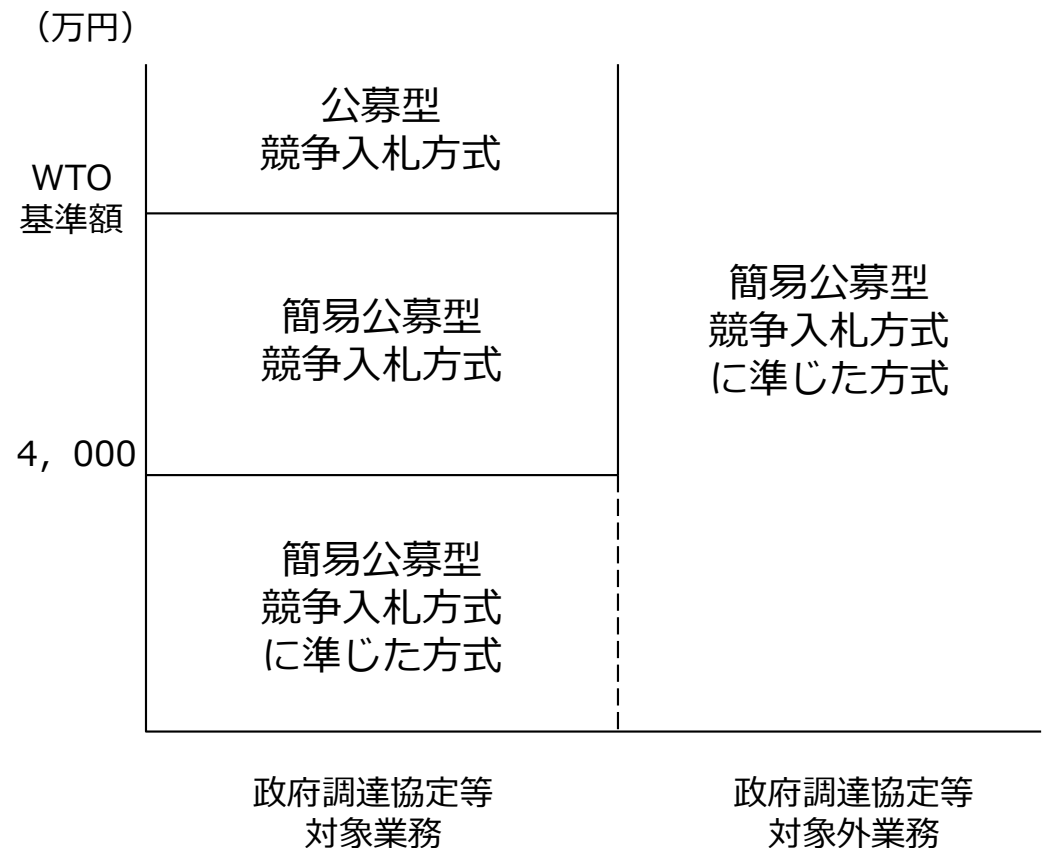 （万円）
公募型
競争入札方式
WTO
基準額
簡易公募型
競争入札方式
簡易公募型
競争入札方式
に準じた方式
4，000
簡易公募型
競争入札方式
に準じた方式
政府調達協定等
対象業務
政府調達協定等
対象外業務